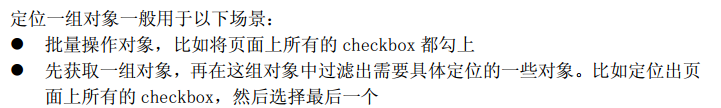 定位一组对象一般用于以下场景：
● 批量操作对象，比如将页面上所有的 checkbox 都勾上
● 先获取一组对象，再在这组对象中过滤出需要具体定位的一些对象。比如定位出页
面上所有的 checkbox，然后选择最后一个